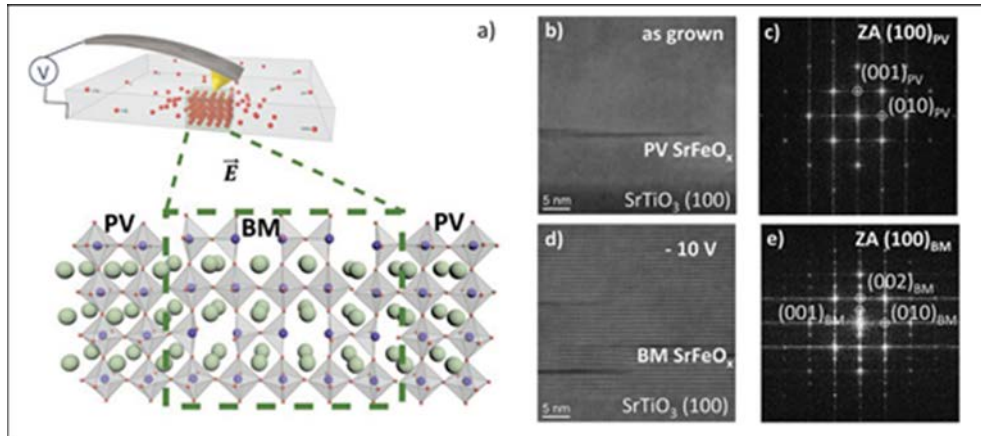 a)
V
E
PV
BM
PV
b)
as grown
PV SrFeOₓ
SrTiO₃ (100)
5 nm
c)
ZA (100)PV
(001)PV
(010)PV
d)
- 10 V
BM SrFeOₓ
SrTiO₃ (100)
5 nm
e)
ZA (100)BM
(002)BM
(001)BM
(010)BM